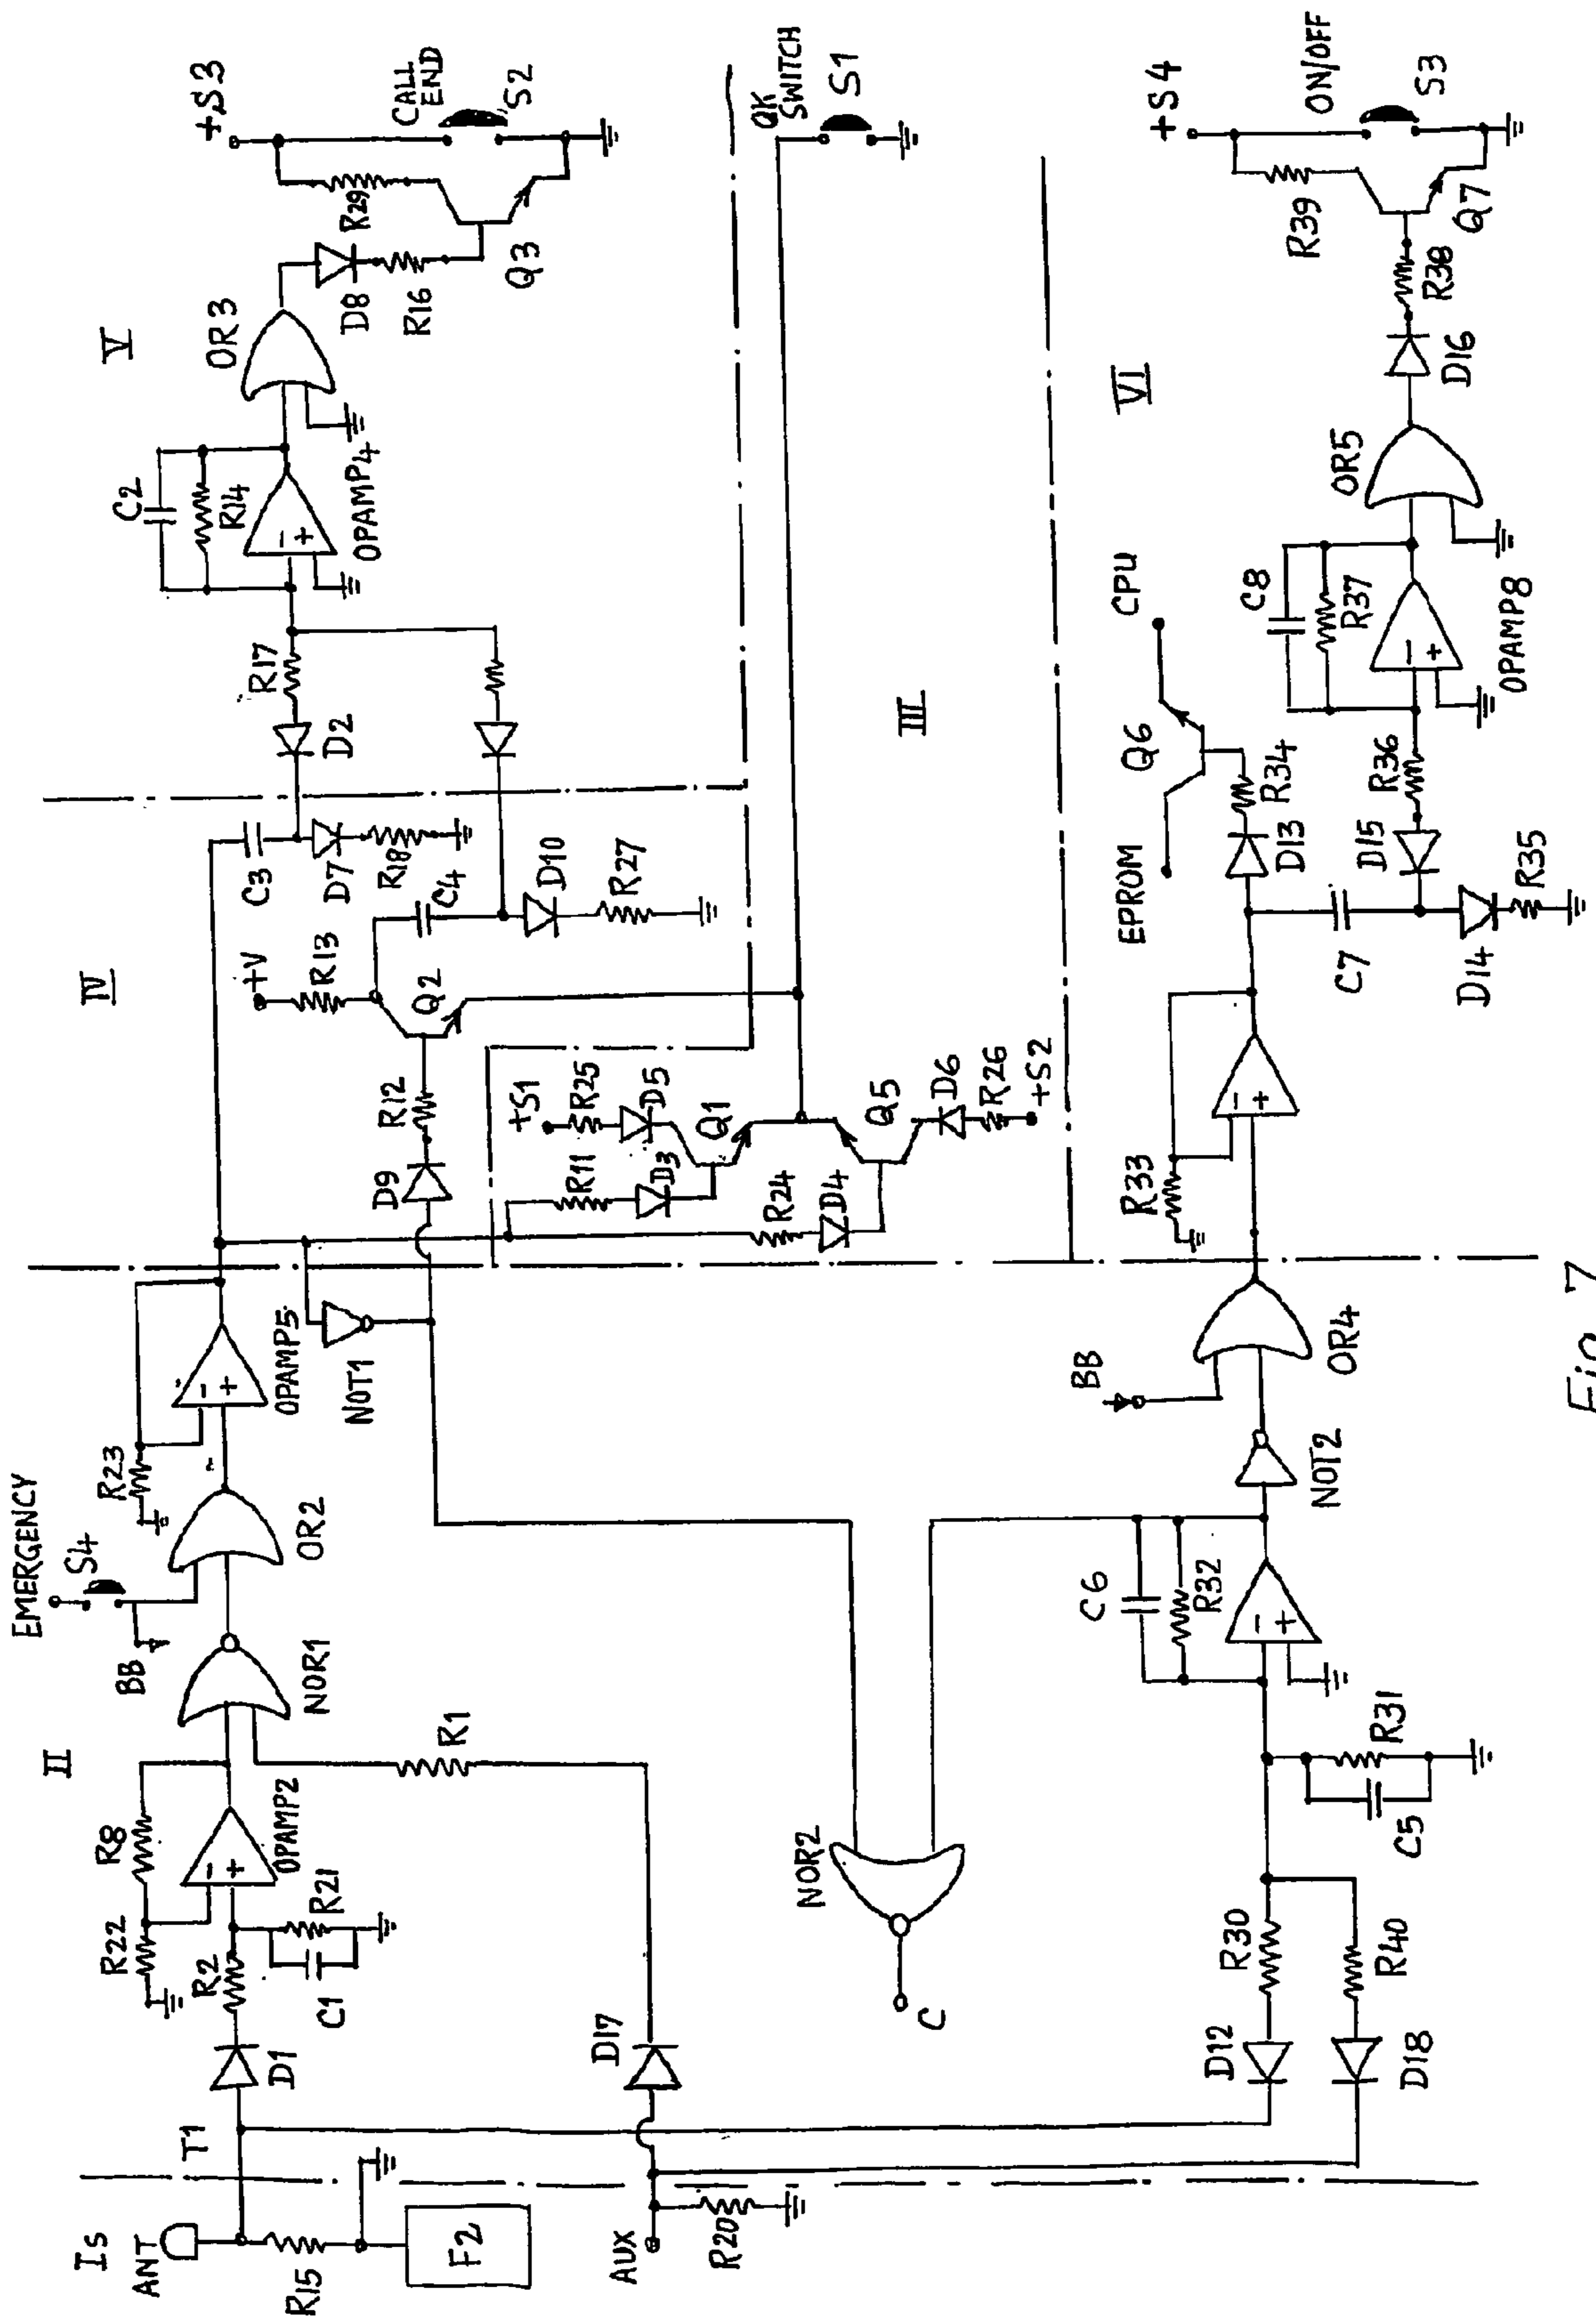 Is
ANT
R15
F2
AUX
R20
T1
D1
R2
C1
R21
R22
R8
OPAMP2
−
+
II
D17
R1
NOR1
BB
EMERGENCY
S4
OR2
R23
OPAMP5
−
+
NOT1
NOR2
C
D12
R30
D18
R40
C5
R31
C6
R32
−
+
NOT2
BB
OR4
R33
−
+
IV
D9
R12
Q2
+V
R13
C3
D7
R18
C4
D10
R27
+S1
R25
D5
R11
D3
Q1
R24
D4
Q5
D6
R26
+S2
III
V
D2
R17
C2
R14
−
+
OPAMP4
OR3
D8
R16
R29
Q3
+S3
CALL
END
S2
QK
SWITCH
S1
EPROM
Q6
CPU
D13
R34
C7
D14
R35
D15
R36
C8
R37
−
+
OPAMP8
VI
OR5
D16
R38
R39
Q7
+S4
ON/OFF
S3
Fig 7